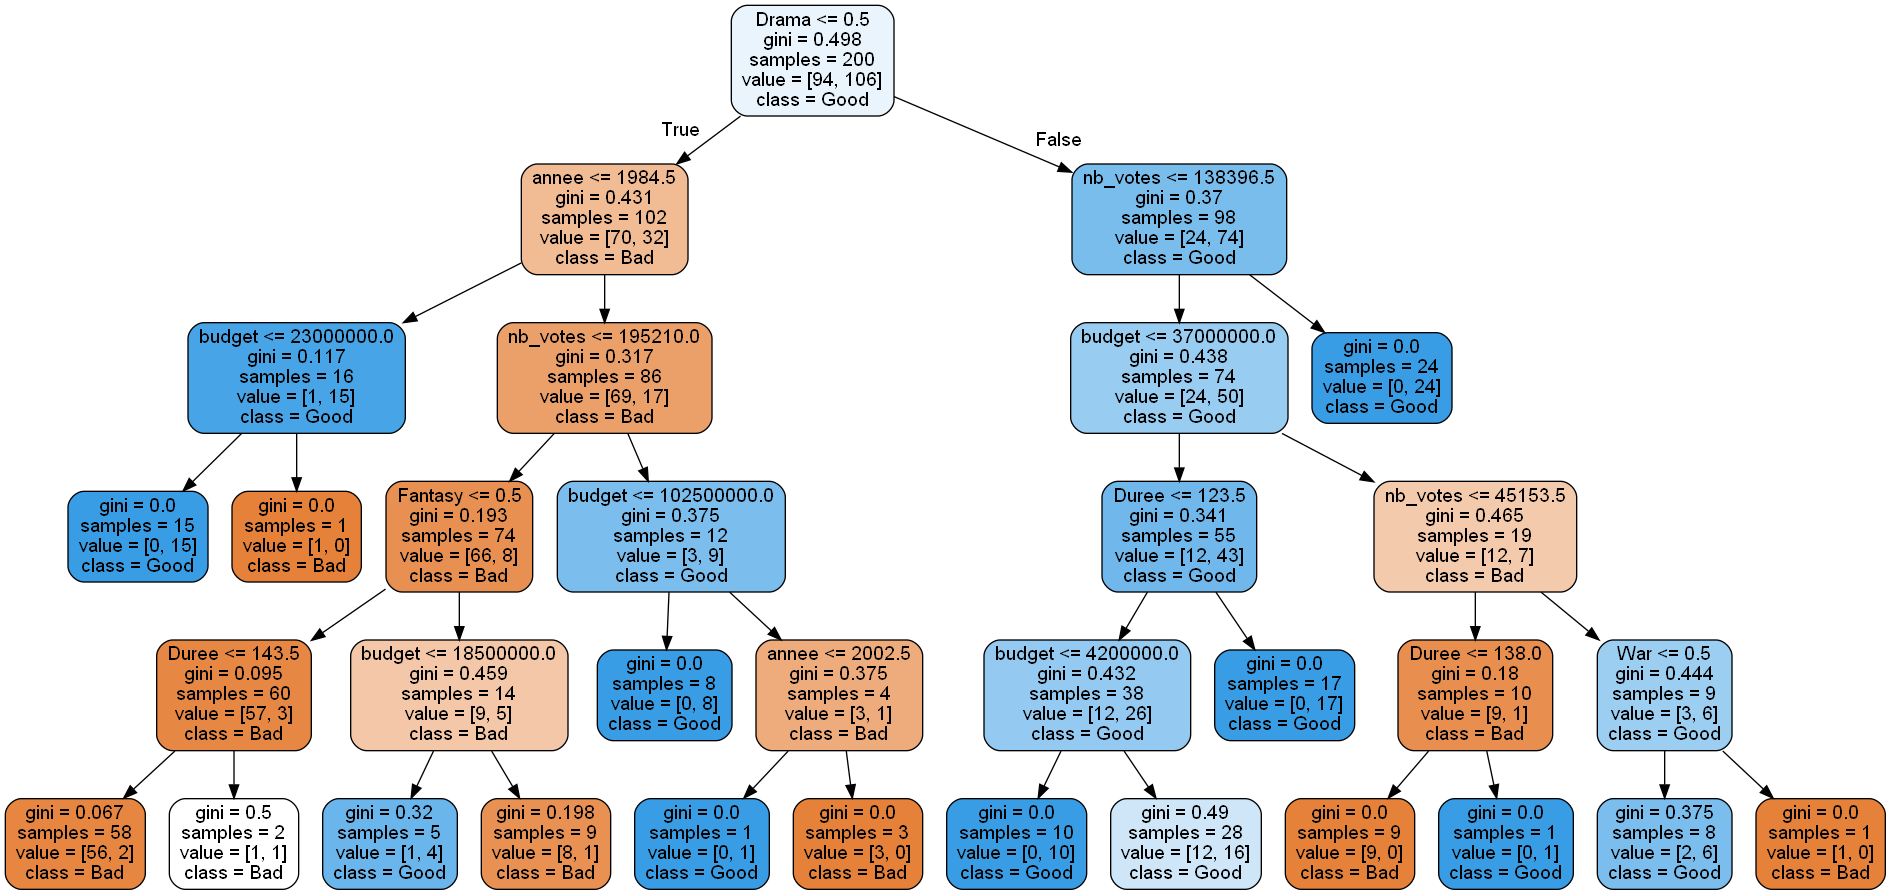 Drama <= 0.5
gini = 0.498
samples = 200
value = [94, 106]
class = Good
True
False
annee <= 1984.5
gini = 0.431
samples = 102
value = [70, 32]
class = Bad
nb_votes <= 138396.5
gini = 0.37
samples = 98
value = [24, 74]
class = Good
budget <= 23000000.0
gini = 0.117
samples = 16
value = [1, 15]
class = Good
nb_votes <= 195210.0
gini = 0.317
samples = 86
value = [69, 17]
class = Bad
budget <= 37000000.0
gini = 0.438
samples = 74
value = [24, 50]
class = Good
gini = 0.0
samples = 24
value = [0, 24]
class = Good
gini = 0.0
samples = 15
value = [0, 15]
class = Good
gini = 0.0
samples = 1
value = [1, 0]
class = Bad
Fantasy <= 0.5
gini = 0.193
samples = 74
value = [66, 8]
class = Bad
budget <= 102500000.0
gini = 0.375
samples = 12
value = [3, 9]
class = Good
Duree <= 123.5
gini = 0.341
samples = 55
value = [12, 43]
class = Good
nb_votes <= 45153.5
gini = 0.465
samples = 19
value = [12, 7]
class = Bad
Duree <= 143.5
gini = 0.095
samples = 60
value = [57, 3]
class = Bad
budget <= 18500000.0
gini = 0.459
samples = 14
value = [9, 5]
class = Bad
gini = 0.0
samples = 8
value = [0, 8]
class = Good
annee <= 2002.5
gini = 0.375
samples = 4
value = [3, 1]
class = Bad
budget <= 4200000.0
gini = 0.432
samples = 38
value = [12, 26]
class = Good
gini = 0.0
samples = 17
value = [0, 17]
class = Good
Duree <= 138.0
gini = 0.18
samples = 10
value = [9, 1]
class = Bad
War <= 0.5
gini = 0.444
samples = 9
value = [3, 6]
class = Good
gini = 0.067
samples = 58
value = [56, 2]
class = Bad
gini = 0.5
samples = 2
value = [1, 1]
class = Bad
gini = 0.32
samples = 5
value = [1, 4]
class = Good
gini = 0.198
samples = 9
value = [8, 1]
class = Bad
gini = 0.0
samples = 1
value = [0, 1]
class = Good
gini = 0.0
samples = 3
value = [3, 0]
class = Bad
gini = 0.0
samples = 10
value = [0, 10]
class = Good
gini = 0.49
samples = 28
value = [12, 16]
class = Good
gini = 0.0
samples = 9
value = [9, 0]
class = Bad
gini = 0.0
samples = 1
value = [0, 1]
class = Good
gini = 0.375
samples = 8
value = [2, 6]
class = Good
gini = 0.0
samples = 1
value = [1, 0]
class = Bad